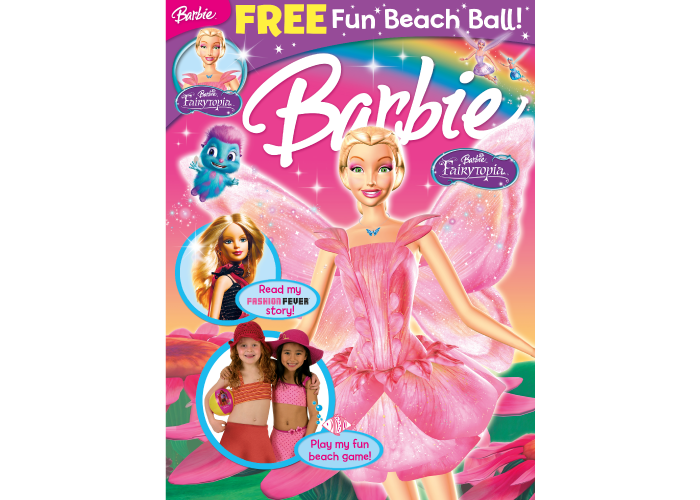 Barbie
FREE Fun Beach Ball!
Barbie
FAIRYTOPIA
Barbie
Barbie
FAIRYTOPIA
Read my
FASHION FEVER
story!
Play my fun
beach game!